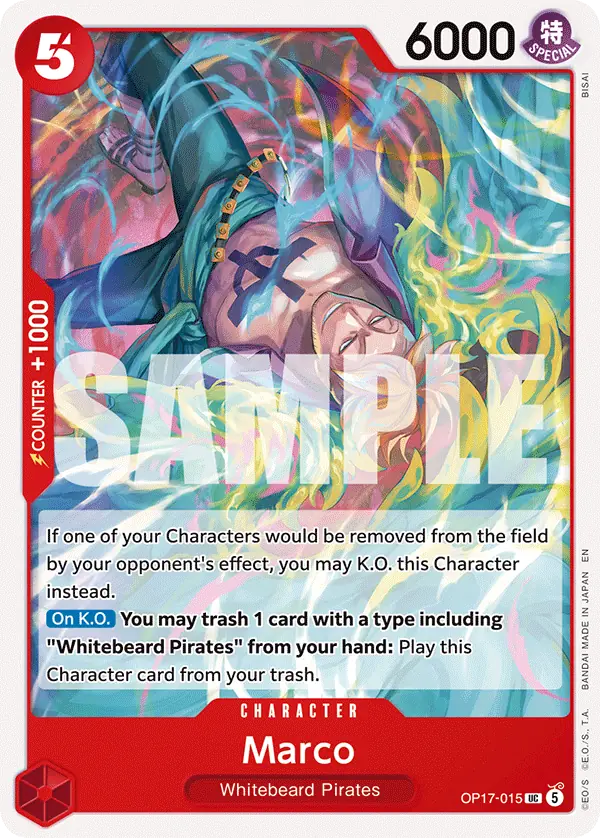 5
6000
特
SPECIAL
BISAI
COUNTER +1000
SAMPLE
If one of your Characters would be removed from the field
by your opponent's effect, you may K.O. this Character
instead.
On K.O. You may trash 1 card with a type including
"Whitebeard Pirates" from your hand: Play this
Character card from your trash.
CHARACTER
Marco
Whitebeard Pirates
OP17-015 UC 5
©EO/S ©E.O./S., T.A. BANDAI MADE IN JAPAN EN